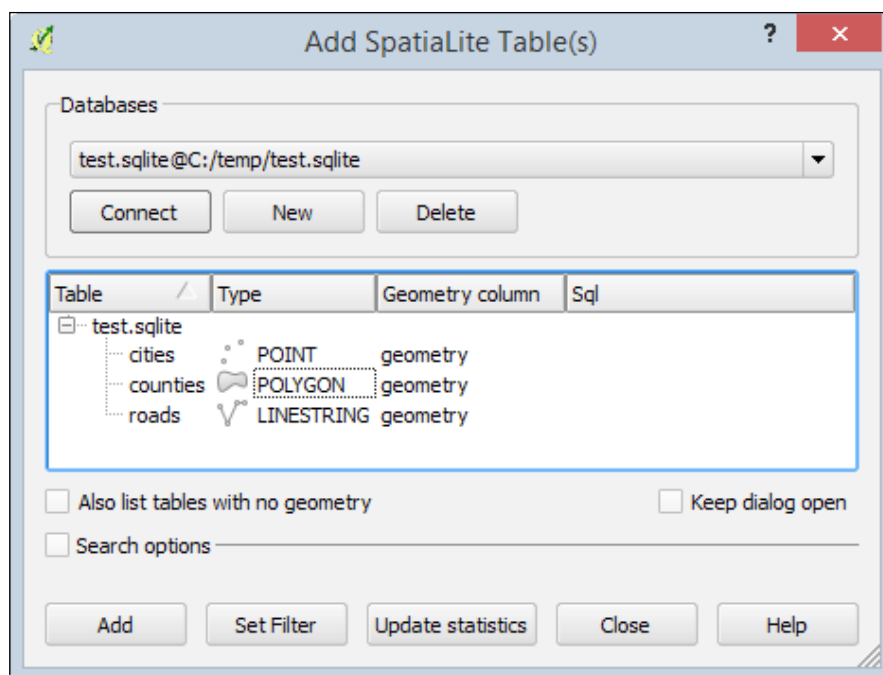 Add SpatiaLite Table(s) ?
Databases
test.sqlite@C:/temp/test.sqlite
Connect New Delete
Table Type Geometry column Sql
test.sqlite
cities POINT geometry
counties POLYGON geometry
roads LINESTRING geometry
Also list tables with no geometry Keep dialog open
Search options
Add Set Filter Update statistics Close Help